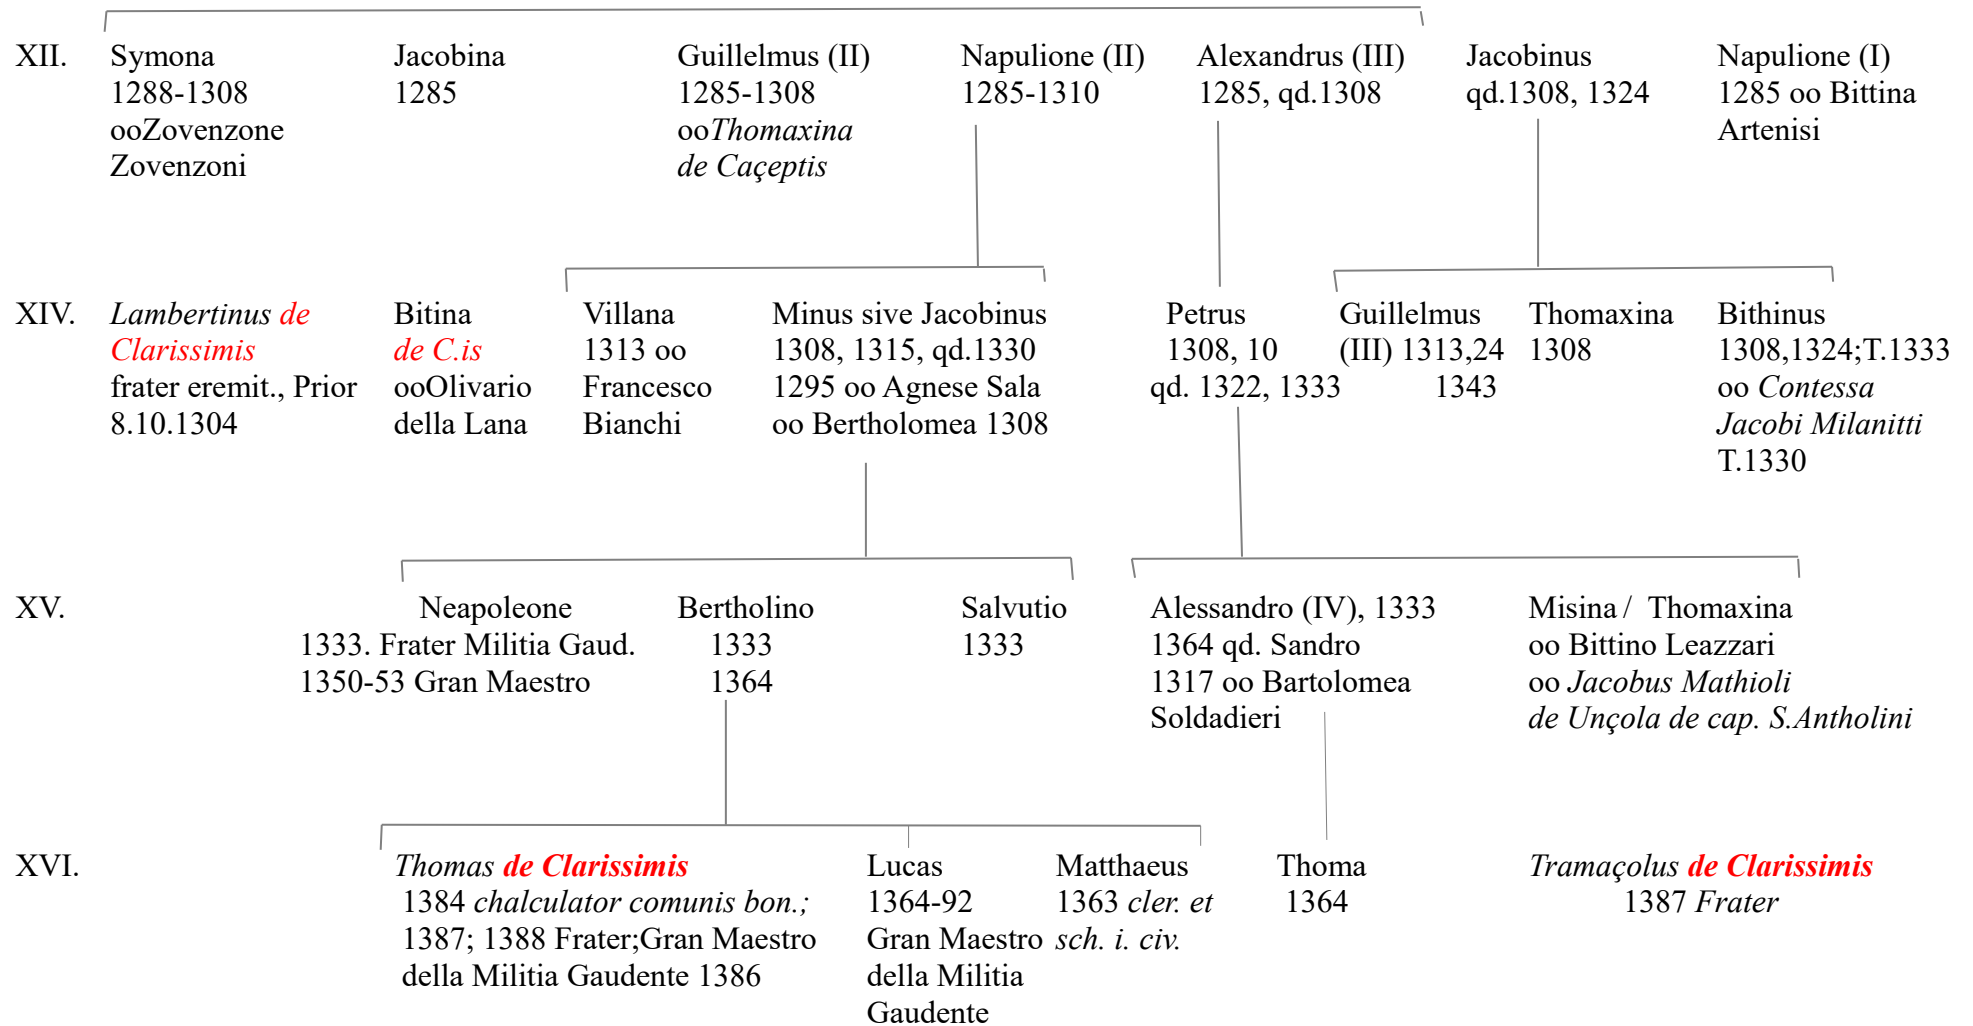 XII. Symona Jacobina Guillelmus (II) Napulione (II) Alexandrus (III) Jacobinus Napulione (I)
1288-1308 1285 1285-1308 1285-1310 1285, qd.1308 qd.1308, 1324 1285 oo Bittina
ooZovenzone ooThomaxina Artenisi
Zovenzoni de Caçeptis
XIV. Lambertinus de Bitina Villana Minus sive Jacobinus Petrus Guillelmus Thomaxina Bithinus
Clarissimis de C.is 1313 oo 1308, 1315, qd.1330 1308, 10 (III) 1313,24 1308 1308,1324;T.1333
frater eremit., Prior ooOlivario Francesco 1295 oo Agnese Sala qd. 1322, 1333 1343 oo Contessa
8.10.1304 della Lana Bianchi oo Bertholomea 1308 Jacobi Milanitti
T.1330
XV. Neapoleone Bertholino Salvutio Alessandro (IV), 1333 Misina / Thomaxina
1333. Frater Militia Gaud. 1333 1333 1364 qd. Sandro oo Bittino Leazzari
1350-53 Gran Maestro 1364 1317 oo Bartolomea oo Jacobus Mathioli
Soldadieri de Unçola de cap. S.Antholini
XVI. Thomas de Clarissimis Lucas Matthaeus Thoma Tramaçolus de Clarissimis
1384 chalculator comunis bon.; 1364-92 1363 cler. et 1364 1387 Frater
1387; 1388 Frater;Gran Maestro Gran Maestro sch. i. civ.
della Militia Gaudente 1386 della Militia
Gaudente